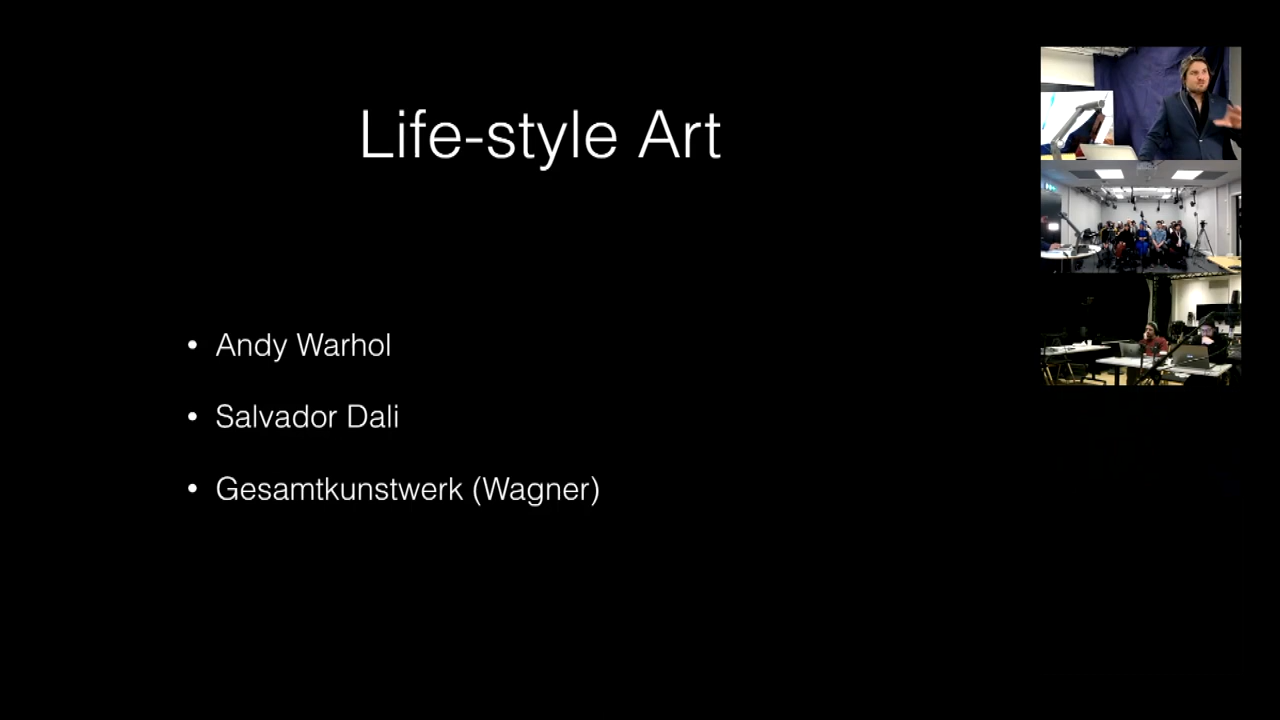 Life-style Art
• Andy Warhol
• Salvador Dali
• Gesamtkunstwerk (Wagner)